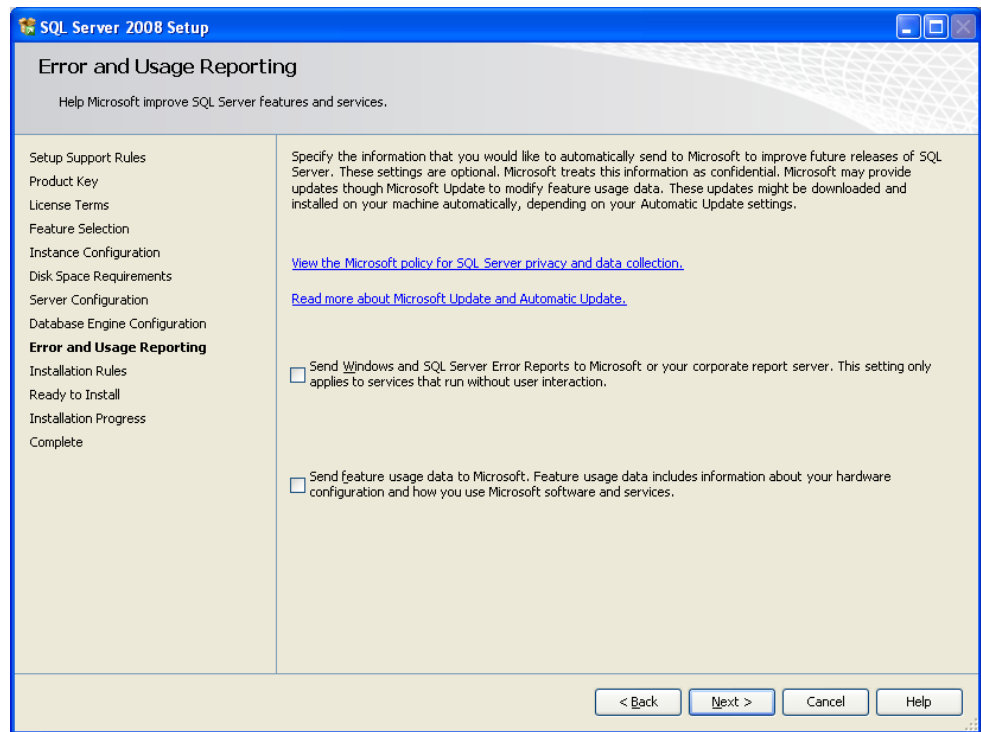 SQL Server 2008 Setup
Error and Usage Reporting
Help Microsoft improve SQL Server features and services.
Setup Support Rules
Product Key
License Terms
Feature Selection
Instance Configuration
Disk Space Requirements
Server Configuration
Database Engine Configuration
Error and Usage Reporting
Installation Rules
Ready to Install
Installation Progress
Complete
Specify the information that you would like to automatically send to Microsoft to improve future releases of SQL
Server. These settings are optional. Microsoft treats this information as confidential. Microsoft may provide
updates though Microsoft Update to modify feature usage data. These updates might be downloaded and
installed on your machine automatically, depending on your Automatic Update settings.
View the Microsoft policy for SQL Server privacy and data collection.
Read more about Microsoft Update and Automatic Update.
Send Windows and SQL Server Error Reports to Microsoft or your corporate report server. This setting only
applies to services that run without user interaction.
Send feature usage data to Microsoft. Feature usage data includes information about your hardware
configuration and how you use Microsoft software and services.
< Back
Next >
Cancel
Help